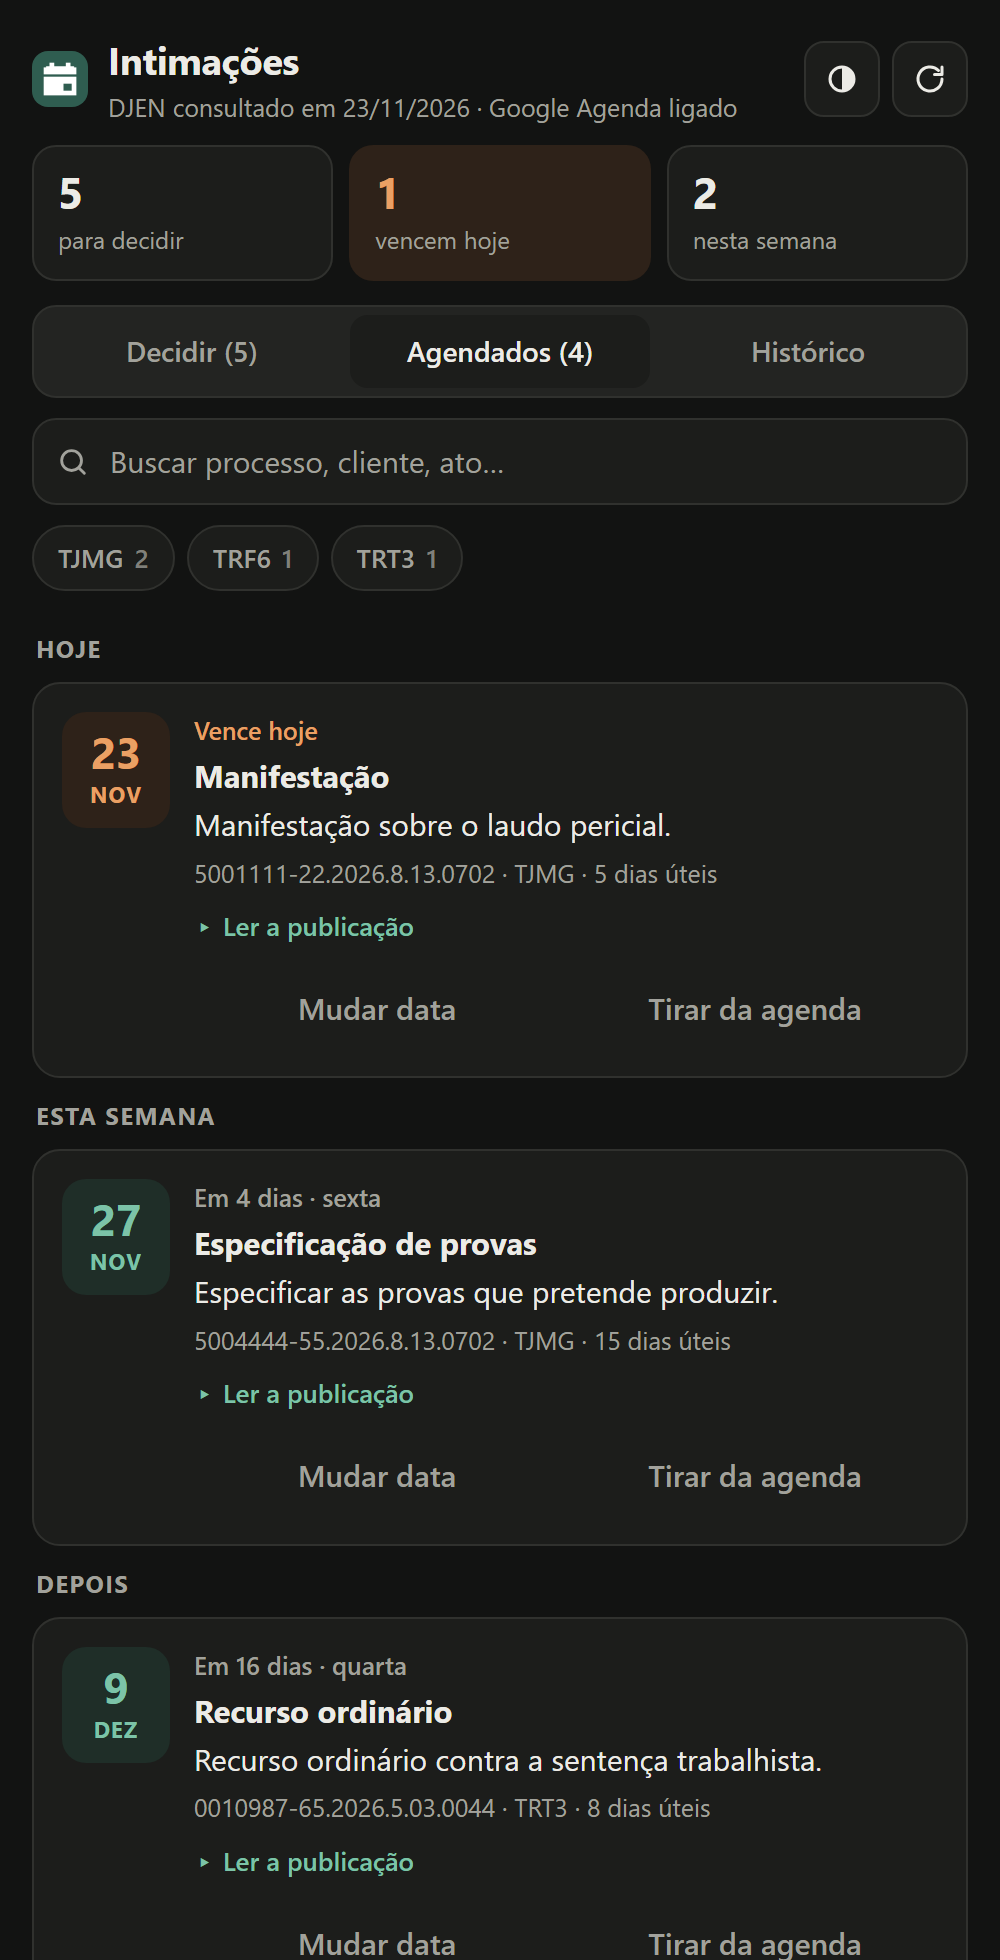 Intimações
DJEN consultado em 23/11/2026 · Google Agenda ligado
5
para decidir
1
vencem hoje
2
nesta semana
Decidir (5)
Agendados (4)
Histórico
Buscar processo, cliente, ato...
TJMG 2
TRF6 1
TRT3 1
HOJE
23
NOV
Vence hoje
Manifestação
Manifestação sobre o laudo pericial.
5001111-22.2026.8.13.0702 · TJMG · 5 dias úteis
Ler a publicação
Mudar data
Tirar da agenda
ESTA SEMANA
27
NOV
Em 4 dias · sexta
Especificação de provas
Especificar as provas que pretende produzir.
5004444-55.2026.8.13.0702 · TJMG · 15 dias úteis
Ler a publicação
Mudar data
Tirar da agenda
DEPOIS
9
DEZ
Em 16 dias · quarta
Recurso ordinário
Recurso ordinário contra a sentença trabalhista.
0010987-65.2026.5.03.0044 · TRT3 · 8 dias úteis
Ler a publicação
Mudar data
Tirar da agenda